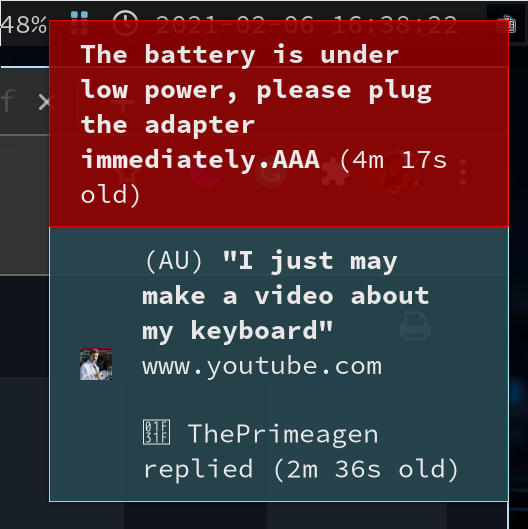 48% 2021-02-06 16:38:22
The battery is under
low power, please plug
the adapter
immediately.AAA (4m 17s
old)
(AU) "I just may
make a video about
my keyboard"
www.youtube.com
01F31F ThePrimeagen
replied (2m 36s old)